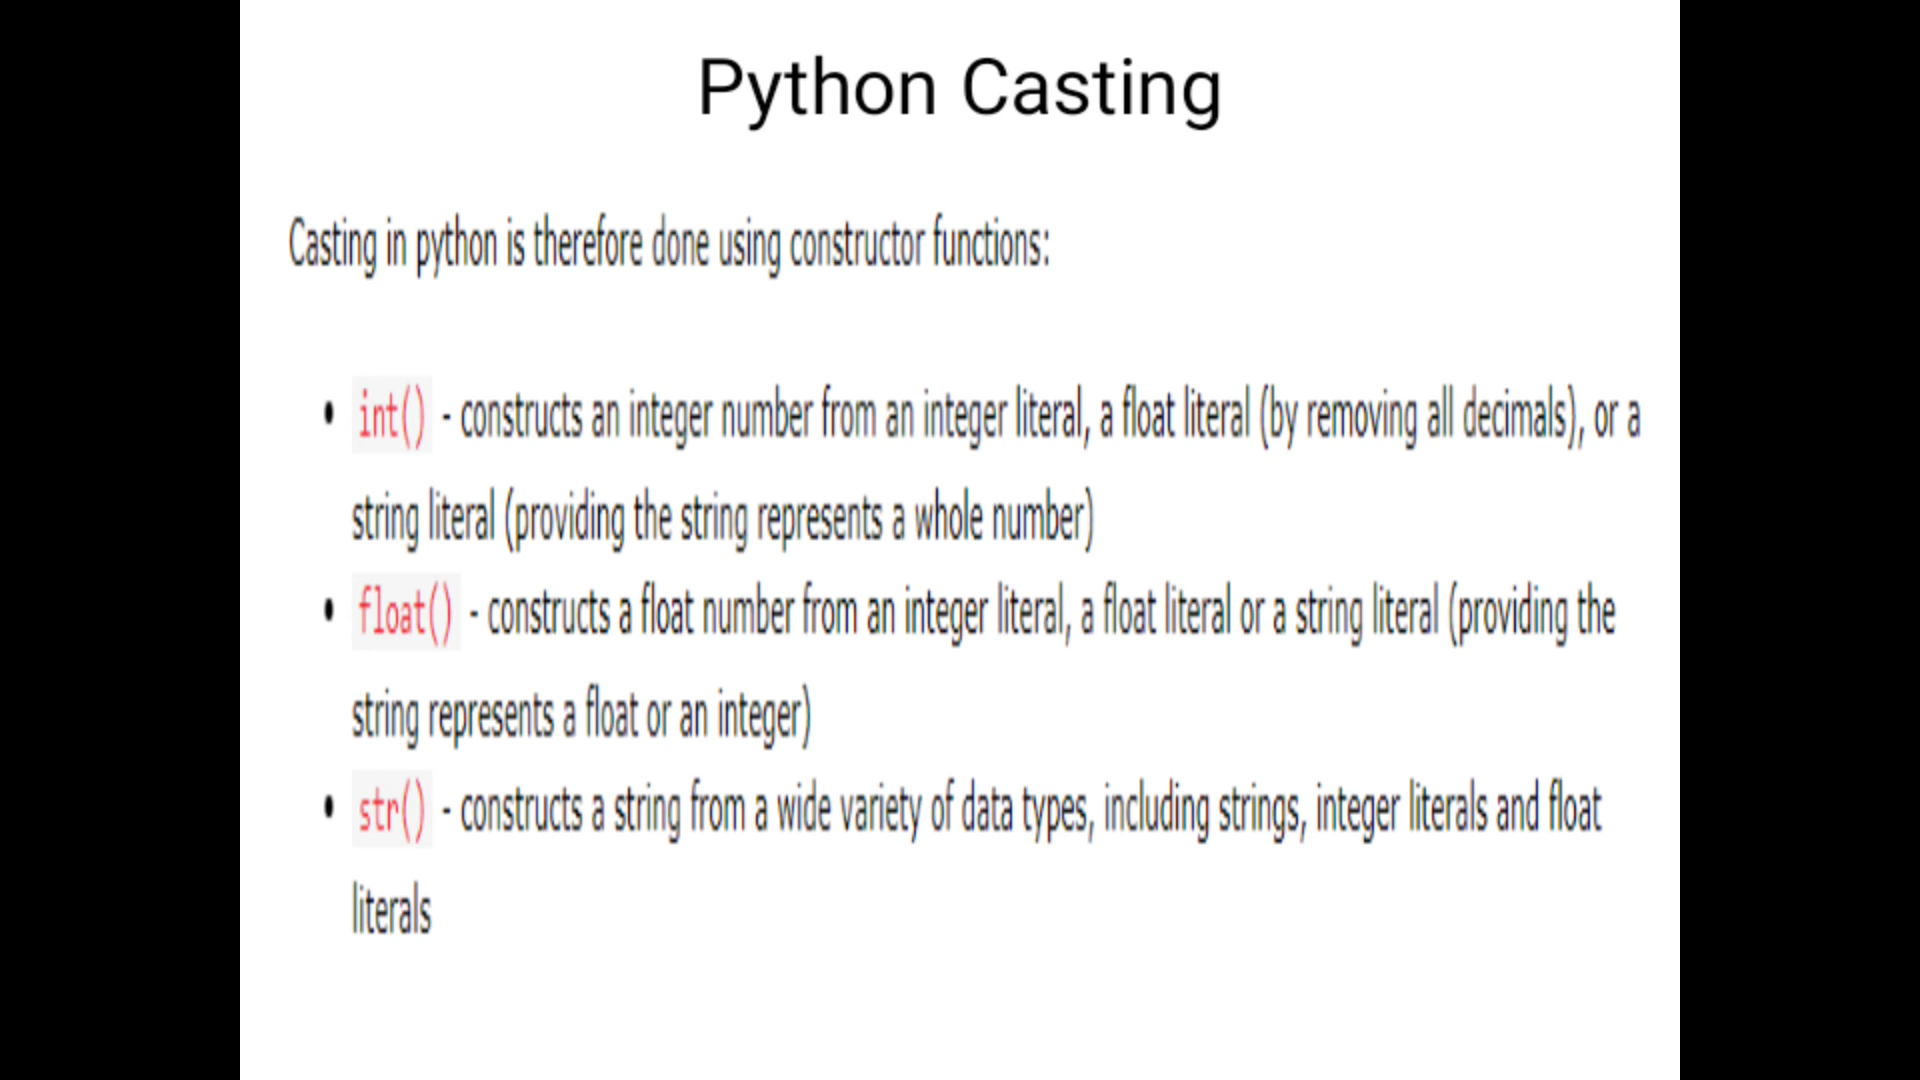 Python Casting
Casting in python is therefore done using constructor functions:
• int() - constructs an integer number from an integer literal, a float literal (by removing all decimals), or a
string literal (providing the string represents a whole number)
• float() - constructs a float number from an integer literal, a float literal or a string literal (providing the
string represents a float or an integer)
• str() - constructs a string from a wide variety of data types, including strings, integer literals and float
literals